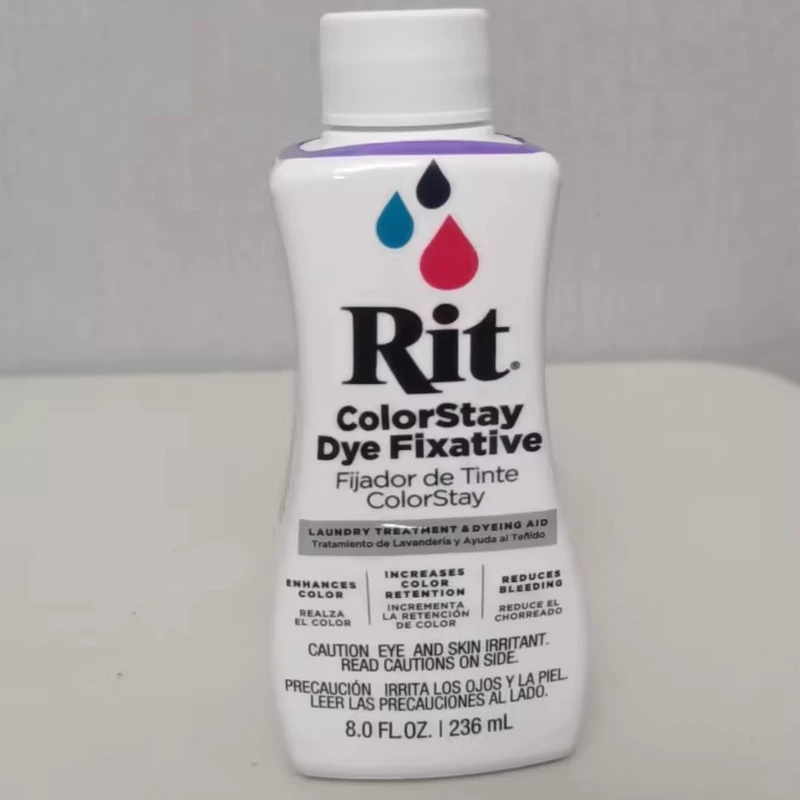 Rit®
ColorStay
Dye Fixative
Fijador de Tinte
ColorStay
LAUNDRY TREATMENT & DYEING AID
Tratamiento de Lavandería y Ayuda al Teñido
ENHANCES
COLOR
REALZA
EL COLOR
INCREASES
COLOR
RETENTION
INCREMENTA
LA RETENCIÓN
DE COLOR
REDUCES
BLEEDING
REDUCE EL
CHORREADO
CAUTION EYE AND SKIN IRRITANT.
READ CAUTIONS ON SIDE.
PRECAUCIÓN IRRITA LOS OJOS Y LA PIEL.
LEER LAS PRECAUCIONES AL LADO.
8.0 FL.OZ. | 236 mL